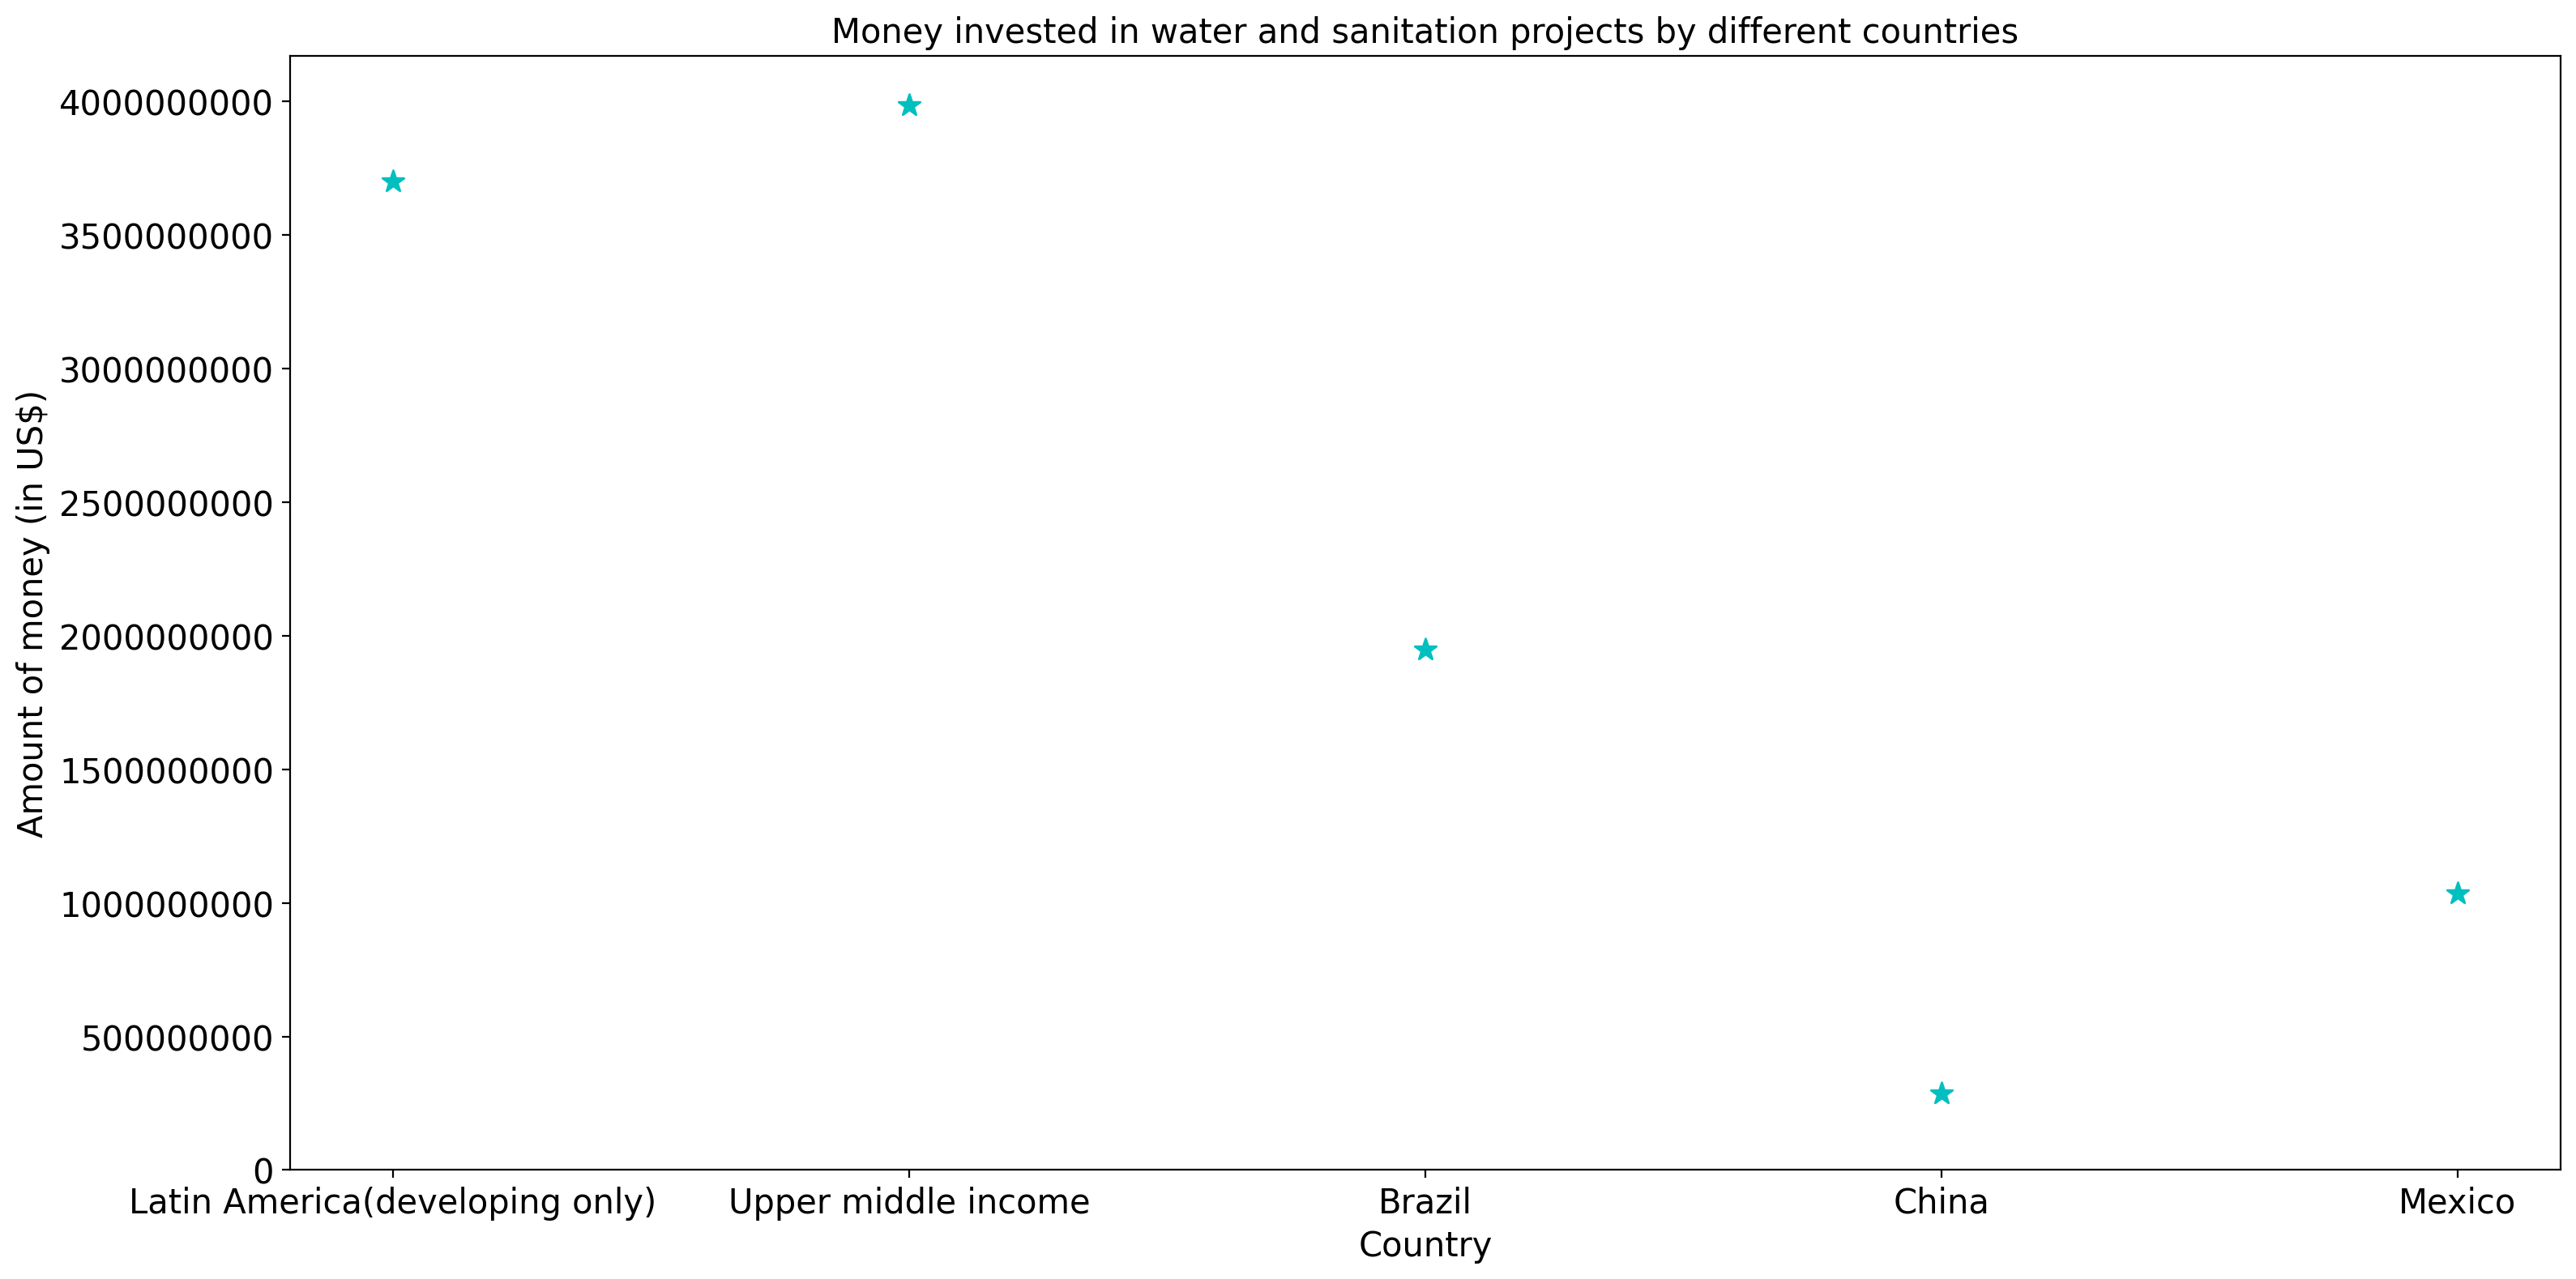 Money invested in water and sanitation projects by different countries
Amount of money (in US$)
4000000000
3500000000
3000000000
2500000000
2000000000
1500000000
1000000000
500000000
0
Latin America(developing only)
Upper middle income
Brazil
China
Mexico
Country